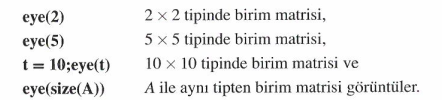 eye(2) 2 × 2 tipinde birim matrisi,
eye(5) 5 × 5 tipinde birim matrisi,
t = 10;eye(t) 10 × 10 tipinde birim matrisi ve
eye(size(A)) A ile aynı tipten birim matrisi görüntüler.